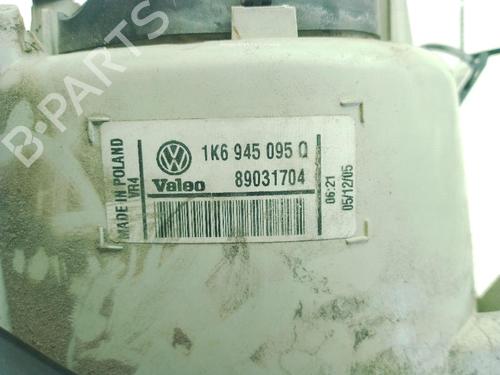 B-PARTS
MADE IN POLAND
VR4
1K6 945 095 Q
Valeo
89031704
06:21
05/12/05